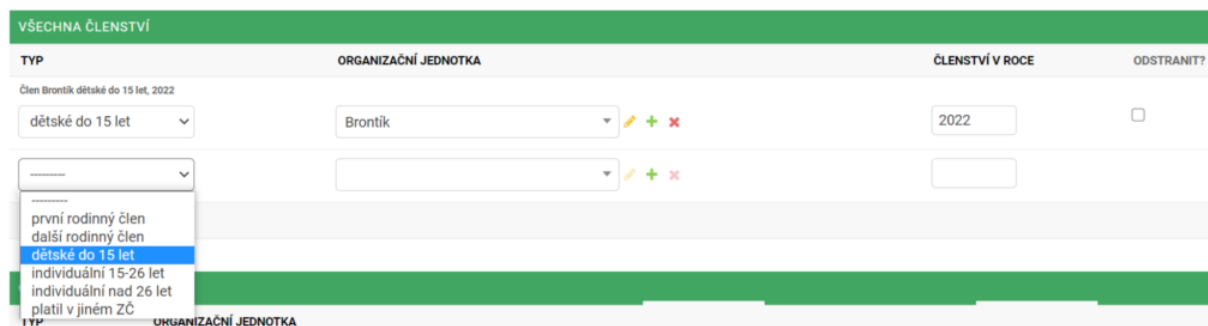 VŠECHNA ČLENSTVÍ
TYP ORGANIZAČNÍ JEDNOTKA ČLENSTVÍ V ROCE ODSTRANIT?
Člen Brontík dětské do 15 let, 2022
dětské do 15 let Brontík 2022
---------
---------
první rodinný člen
další rodinný člen
dětské do 15 let
individuální 15-26 let
individuální nad 26 let
platil v jiném ZČ
TYP ORGANIZAČNÍ JEDNOTKA